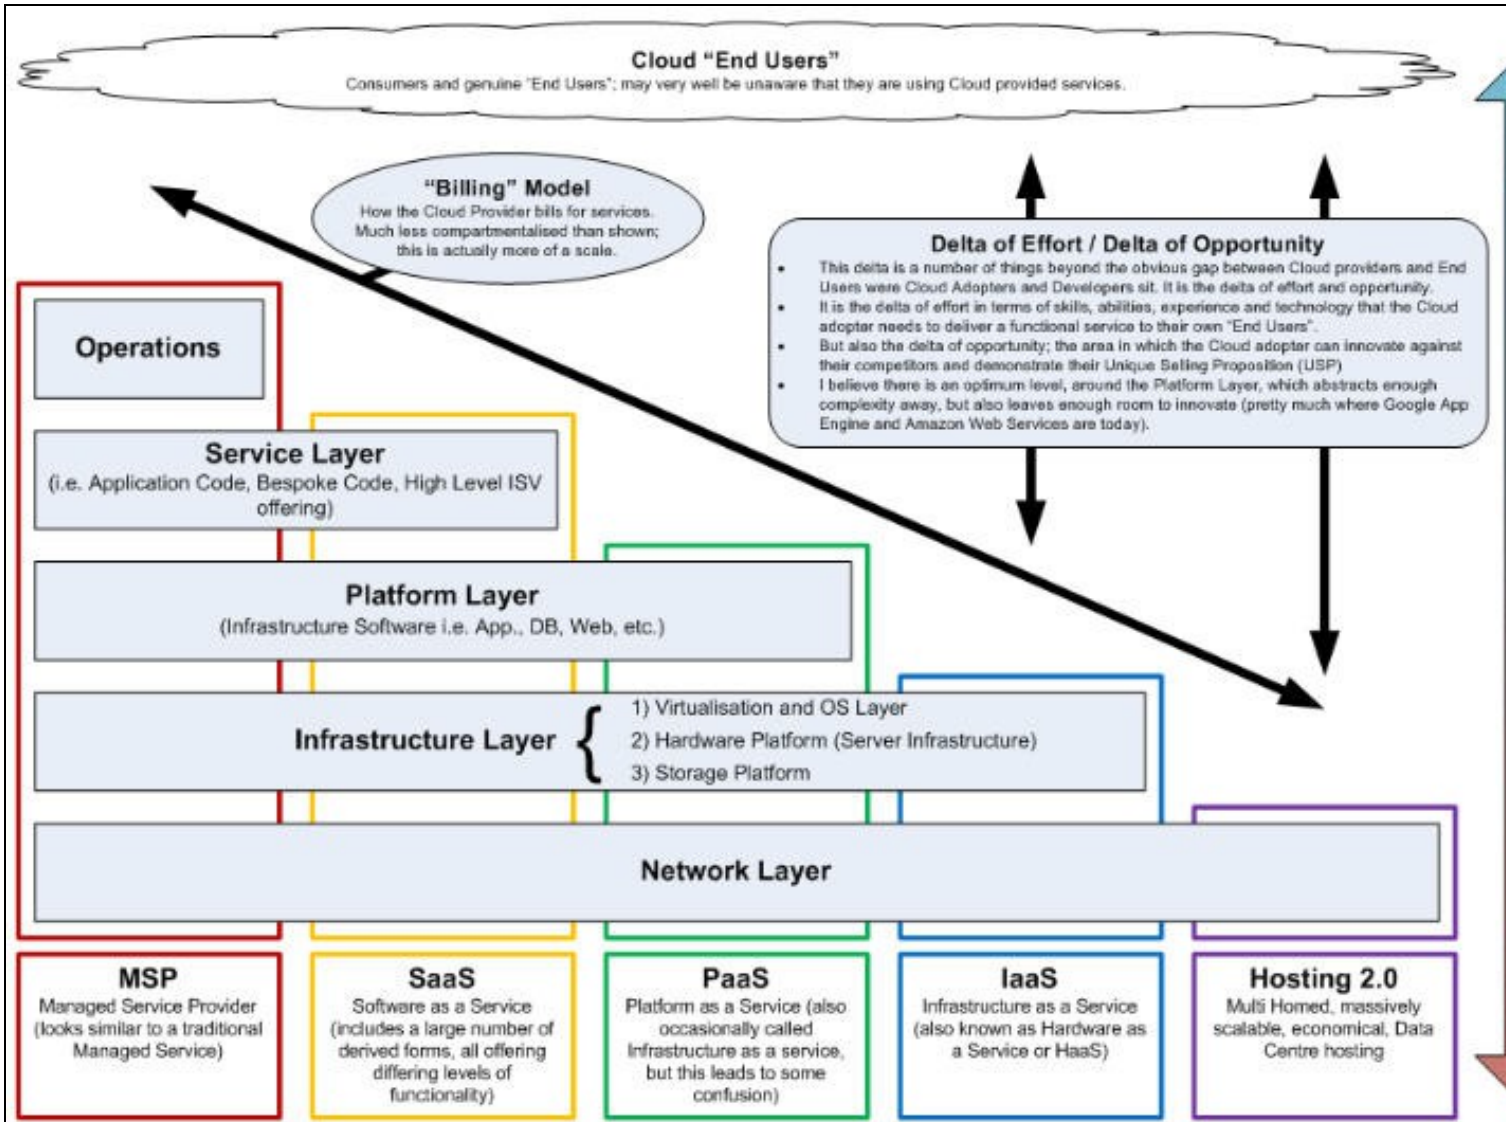 Cloud “End Users”
Consumers and genuine “End Users”; may very well be unaware that they are using Cloud provided services.
“Billing” Model
How the Cloud Provider bills for services.
Much less compartmentalised than shown;
this is actually more of a scale.
Delta of Effort / Delta of Opportunity
• This delta is a number of things beyond the obvious gap between Cloud providers and End
Users were Cloud Adopters and Developers sit. It is the delta of effort and opportunity.
• It is the delta of effort in terms of skills, abilities, experience and technology that the Cloud
adopter needs to deliver a functional service to their own “End Users”.
• But also the delta of opportunity; the area in which the Cloud adopter can innovate against
their competitors and demonstrate their Unique Selling Proposition (USP)
• I believe there is an optimum level, around the Platform Layer, which abstracts enough
complexity away, but also leaves enough room to innovate (pretty much where Google App
Engine and Amazon Web Services are today).
Operations
Service Layer
(i.e. Application Code, Bespoke Code, High Level ISV
offering)
Platform Layer
(Infrastructure Software i.e. App., DB, Web, etc.)
Infrastructure Layer
1) Virtualisation and OS Layer
2) Hardware Platform (Server Infrastructure)
3) Storage Platform
Network Layer
MSP
Managed Service Provider
(looks similar to a traditional
Managed Service)
SaaS
Software as a Service
(includes a large number of
derived forms, all offering
differing levels of
functionality)
PaaS
Platform as a Service (also
occasionally called
Infrastructure as a service,
but this leads to some
confusion)
IaaS
Infrastructure as a Service
(also known as Hardware as
a Service or HaaS)
Hosting 2.0
Multi Homed, massively
scalable, economical, Data
Centre hosting